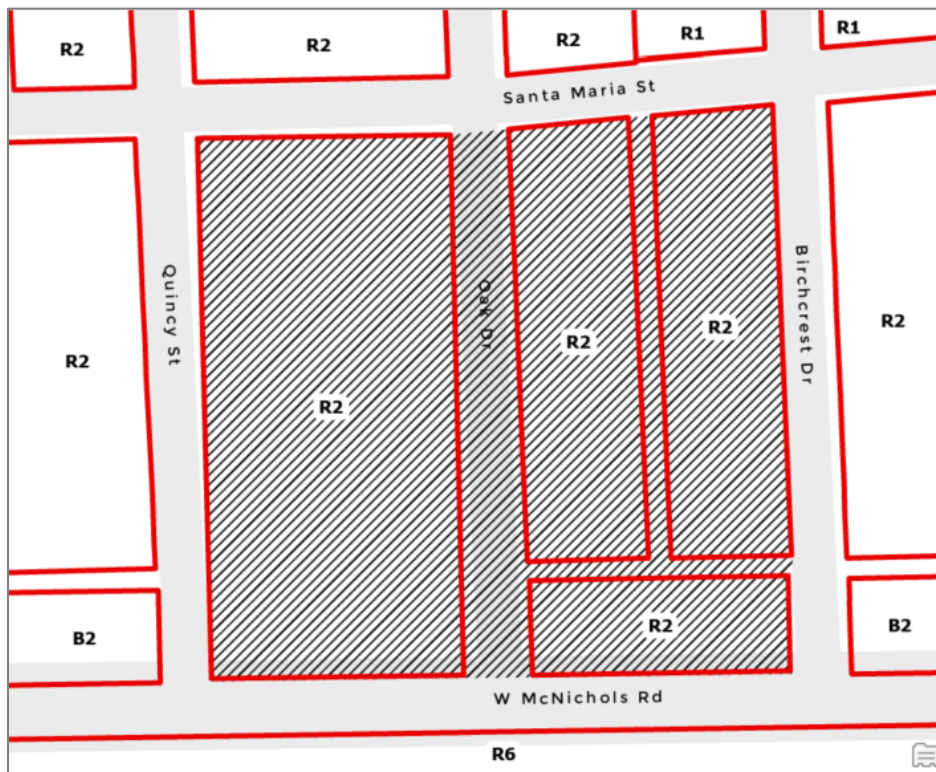 R2
R2
R2
R1
R1
Santa Maria St
Quincy St
Oak Dr
Birchcrest Dr
R2
R2
R2
R2
R2
R2
B2
B2
W McNichols Rd
R6